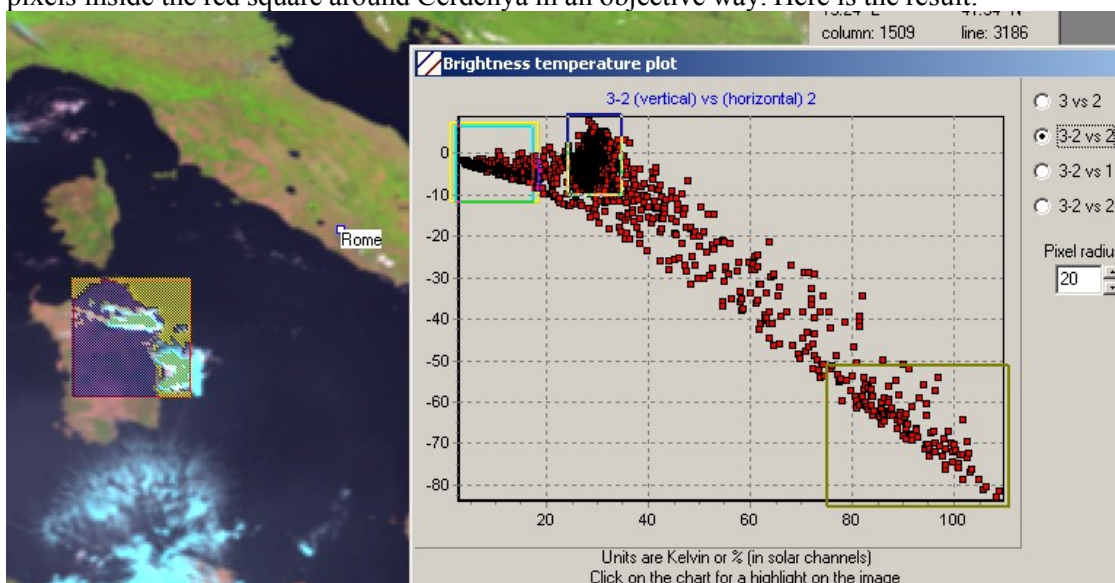 pixels inside the red square around Cerdenya in an objective way. Here is the result:
column: 1509 line: 3186
Brightness temperature plot
3-2 (vertical) vs (horizontal) 2
3 vs 2
3-2 vs 2
3-2 vs 1
3-2 vs 2
Rome
Pixel radiu
20
0
-10
-20
-30
-40
-50
-60
-70
-80
20 40 60 80 100
Units are Kelvin or % (in solar channels)
Click on the chart for a highlight on the image